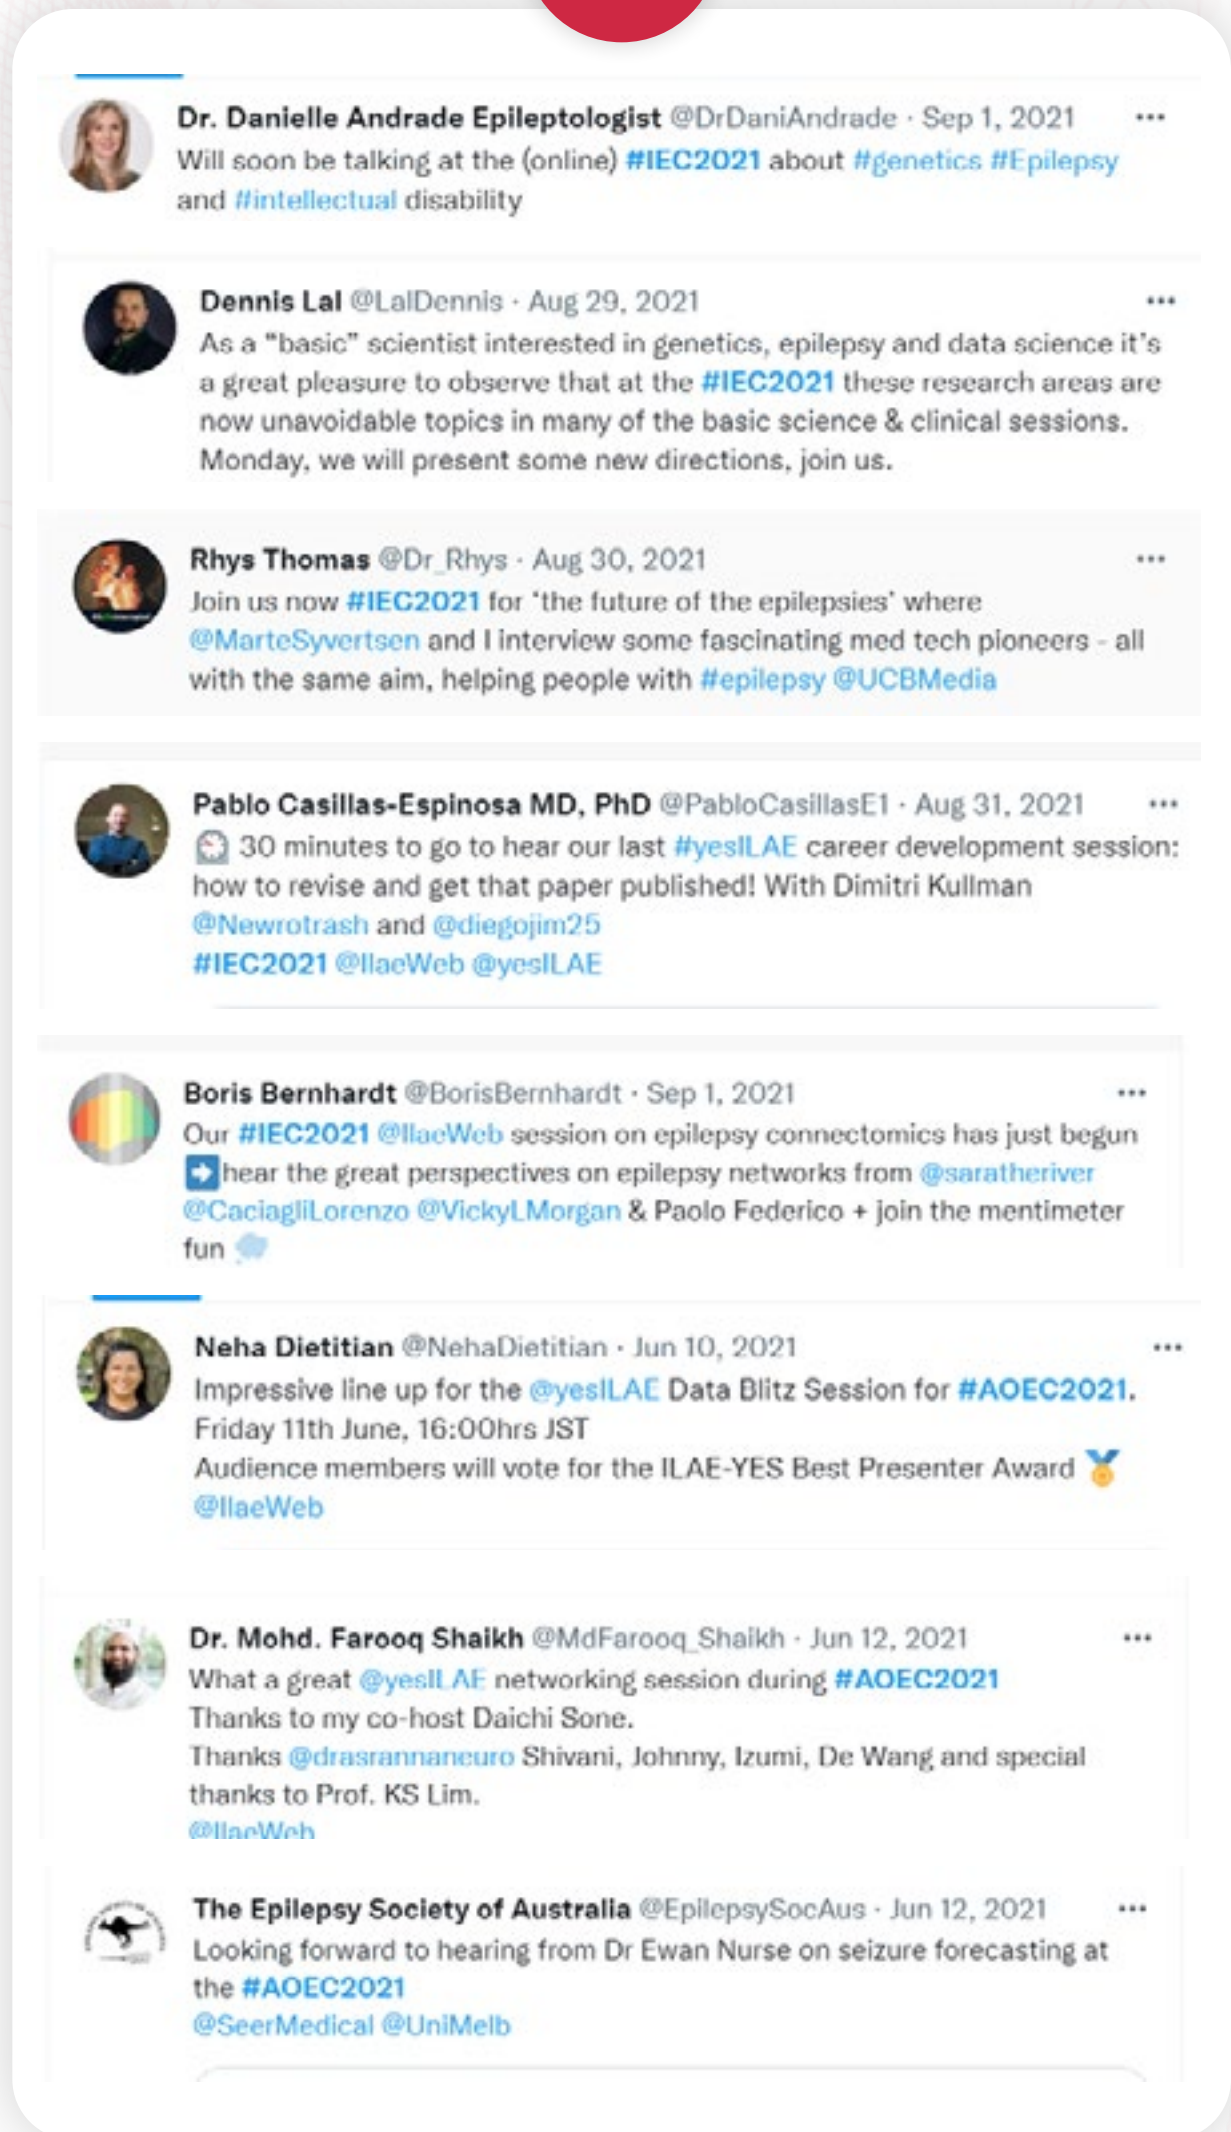 Dr. Danielle Andrade Epileptologist @DrDaniAndrade · Sep 1, 2021
Will soon be talking at the (online) #IEC2021 about #genetics #Epilepsy
and #intellectual disability
Dennis Lal @LalDennis · Aug 29, 2021
As a “basic” scientist interested in genetics, epilepsy and data science it’s
a great pleasure to observe that at the #IEC2021 these research areas are
now unavoidable topics in many of the basic science & clinical sessions.
Monday, we will present some new directions, join us.
Rhys Thomas @Dr_Rhys · Aug 30, 2021
Join us now #IEC2021 for ‘the future of the epilepsies’ where
@MarteSyvertsen and I interview some fascinating med tech pioneers - all
with the same aim, helping people with #epilepsy @UCBMedia
Pablo Casillas-Espinosa MD, PhD @PabloCasillasE1 · Aug 31, 2021
30 minutes to go to hear our last #yesILAE career development session:
how to revise and get that paper published! With Dimitri Kullman
@Newrotrash and @diegojim25
#IEC2021 @IlaeWeb @yesILAE
Boris Bernhardt @BorisBernhardt · Sep 1, 2021
Our #IEC2021 @IlaeWeb session on epilepsy connectomics has just begun
➡️hear the great perspectives on epilepsy networks from @saratheriver
@CaciagliLorenzo @VickyLMorgan & Paolo Federico + join the mentimeter
fun
Neha Dietitian @NehaDietitian · Jun 10, 2021
Impressive line up for the @yesILAE Data Blitz Session for #AOEC2021.
Friday 11th June, 16:00hrs JST
Audience members will vote for the ILAE-YES Best Presenter Award 🏅
@IlaeWeb
Dr. Mohd. Farooq Shaikh @MdFarooq_Shaikh · Jun 12, 2021
What a great @yesILAE networking session during #AOEC2021
Thanks to my co-host Daichi Sone.
Thanks @drasrannaneuro Shivani, Johnny, Izumi, De Wang and special
thanks to Prof. KS Lim.
@IlaeWeb
The Epilepsy Society of Australia @EpilepsySocAus · Jun 12, 2021
Looking forward to hearing from Dr Ewan Nurse on seizure forecasting at
the #AOEC2021
@SeerMedical @UniMelb